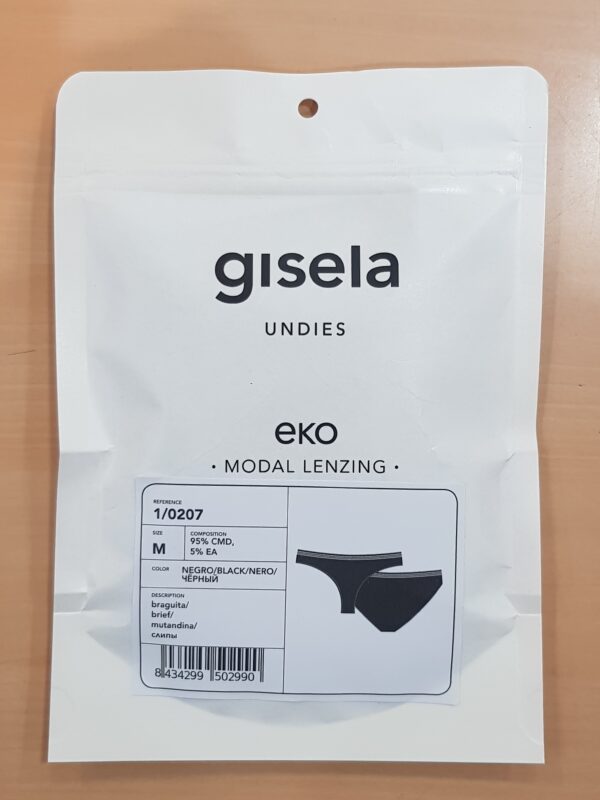 gisela
UNDIES
eko
· MODAL LENZING ·
REFERENCE
1/0207
SIZE
M
COMPOSITION
95% CMD,
5% EA
COLOR
NEGRO/BLACK/NERO/
ЧЁРНЫЙ
DESCRIPTION
braguita/
brief/
mutandina/
слипы
8 434299 502990